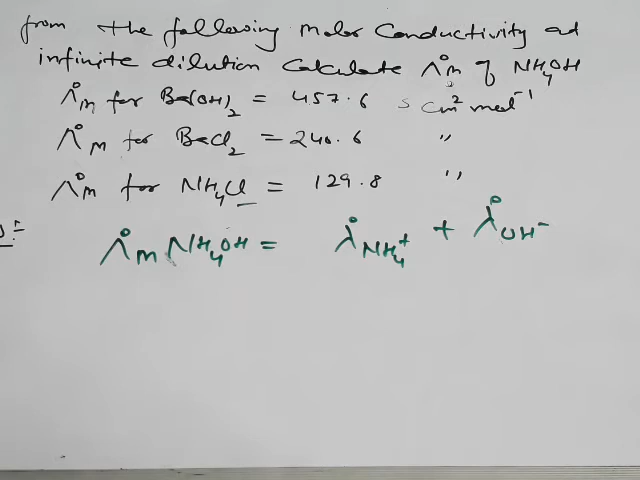 from the following Molar Conductivity at
infinite dilution Calculate Λ°m of NH4OH
Λ°m for Ba(OH)2 = 457.6 S cm² mol⁻¹
Λ°m for BaCl2 = 240.6 "
Λ°m for NH4Cl = 129.8 "
Λ°m NH4OH = λ°NH4⁺ + λ°OH⁻